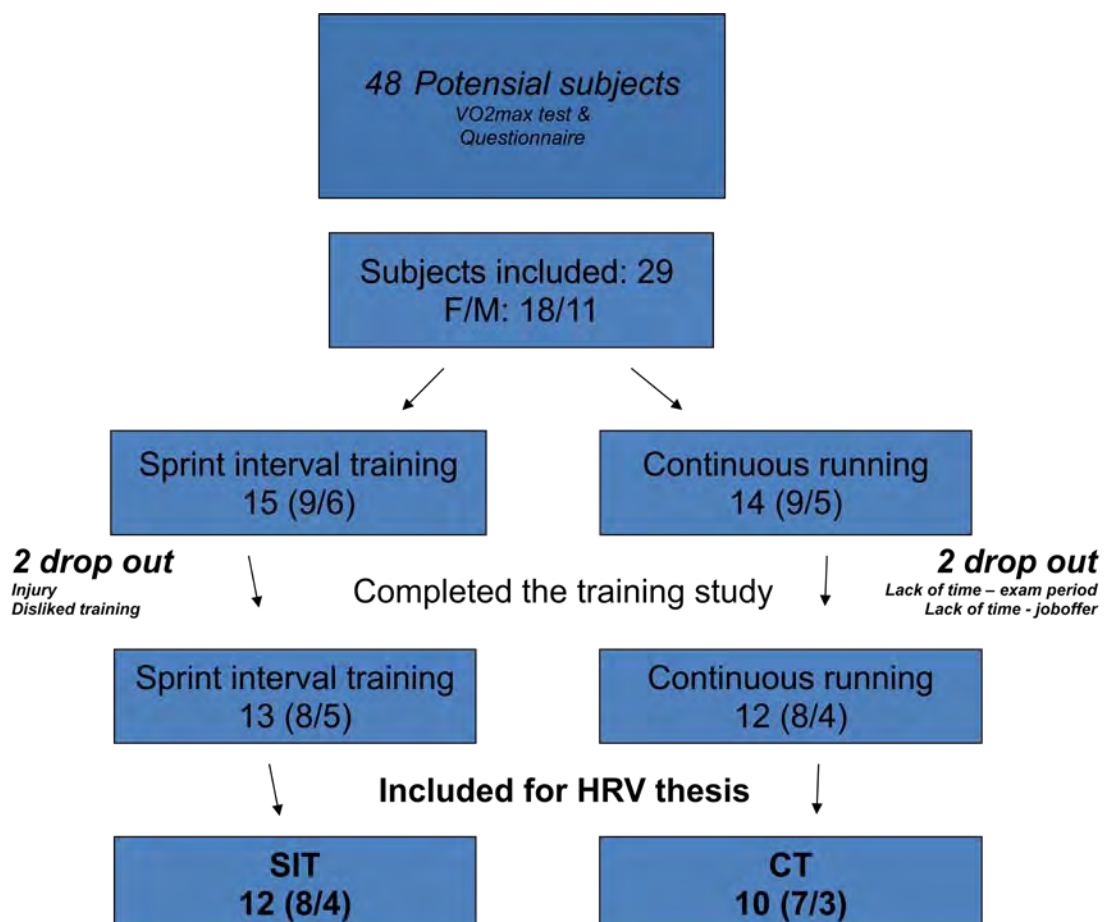 48 Potensial subjects
VO2max test &
Questionnaire
Subjects included: 29
F/M: 18/11
Sprint interval training
15 (9/6)
Continuous running
14 (9/5)
2 drop out
Injury
Disliked training
Completed the training study
2 drop out
Lack of time – exam period
Lack of time - joboffer
Sprint interval training
13 (8/5)
Continuous running
12 (8/4)
Included for HRV thesis
SIT
12 (8/4)
CT
10 (7/3)